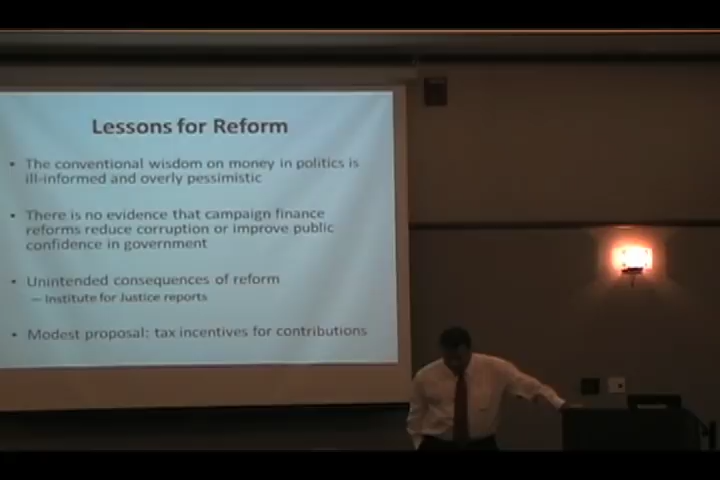 Lessons for Reform
• The conventional wisdom on money in politics is
ill-informed and overly pessimistic
• There is no evidence that campaign finance
reforms reduce corruption or improve public
confidence in government
• Unintended consequences of reform
– Institute for Justice reports
• Modest proposal: tax incentives for contributions